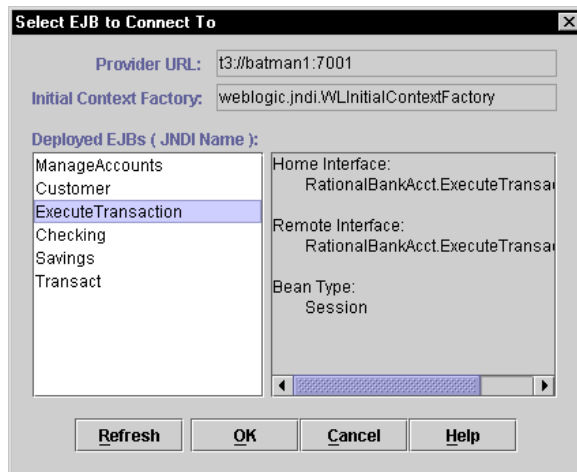 Select EJB to Connect To
Provider URL: t3://batman1:7001
Initial Context Factory: weblogic.jndi.WLInitialContextFactory
Deployed EJBs ( JNDI Name ):
ManageAccounts
Customer
ExecuteTransaction
Checking
Savings
Transact
Home Interface:
RationalBankAcct.ExecuteTransa
Remote Interface:
RationalBankAcct.ExecuteTransa
Bean Type:
Session
Refresh OK Cancel Help